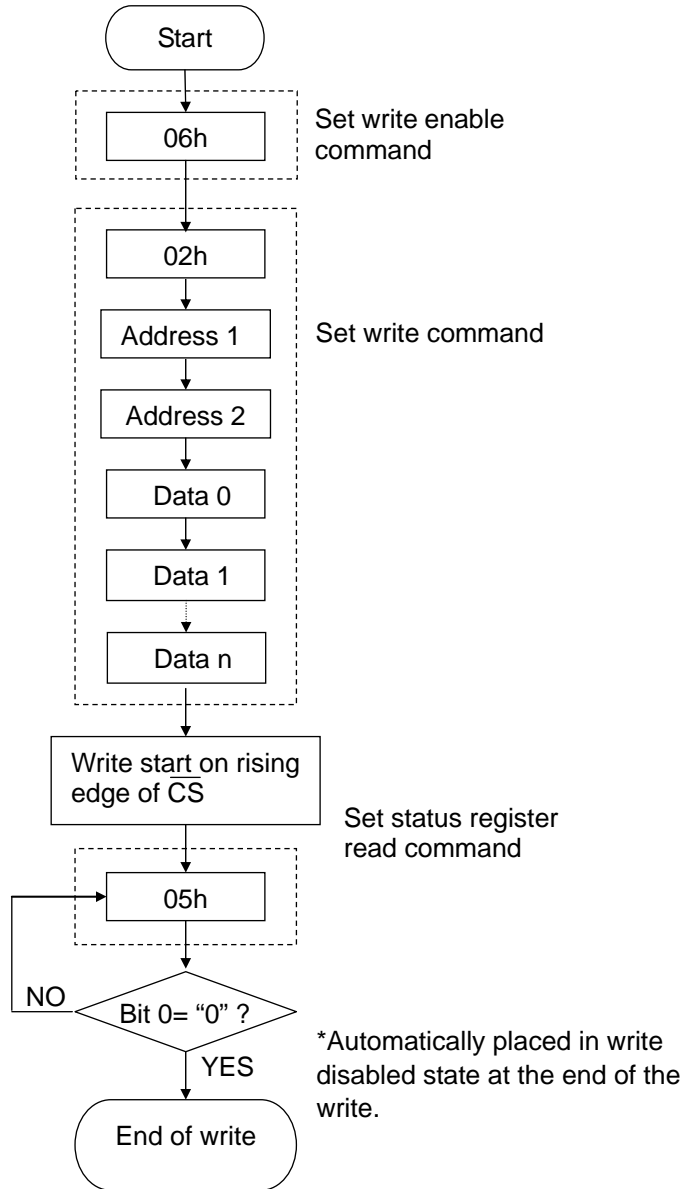 Start
06h
Set write enable
command
02h
Address 1
Set write command
Address 2
Data 0
Data 1
Data n
Write start on rising
edge of C̅S̅
Set status register
read command
05h
NO
Bit 0= “0” ?
YES
*Automatically placed in write
disabled state at the end of the
write.
End of write